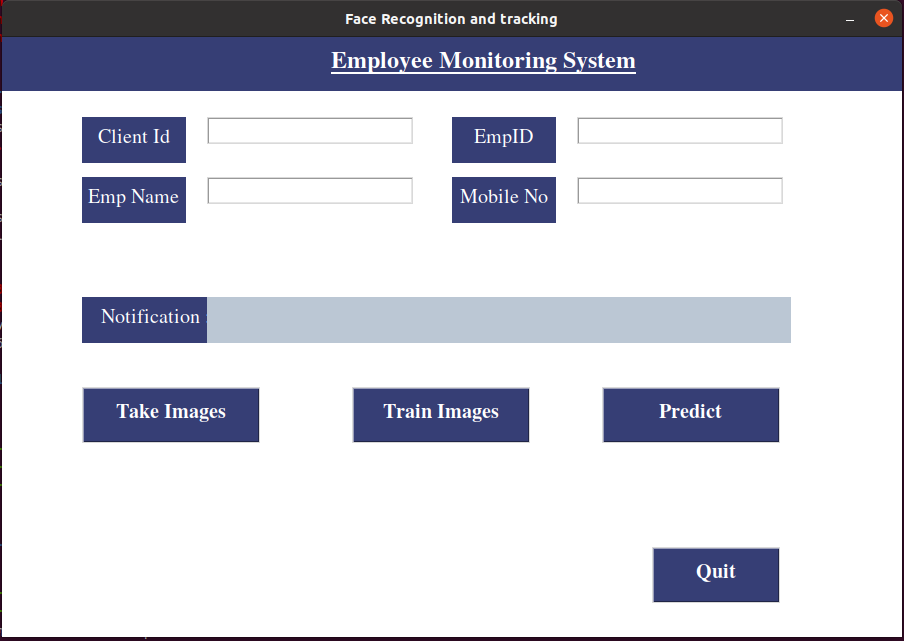 Face Recognition and tracking
Employee Monitoring System
Client Id
EmpID
Emp Name
Mobile No
Notification
Take Images
Train Images
Predict
Quit